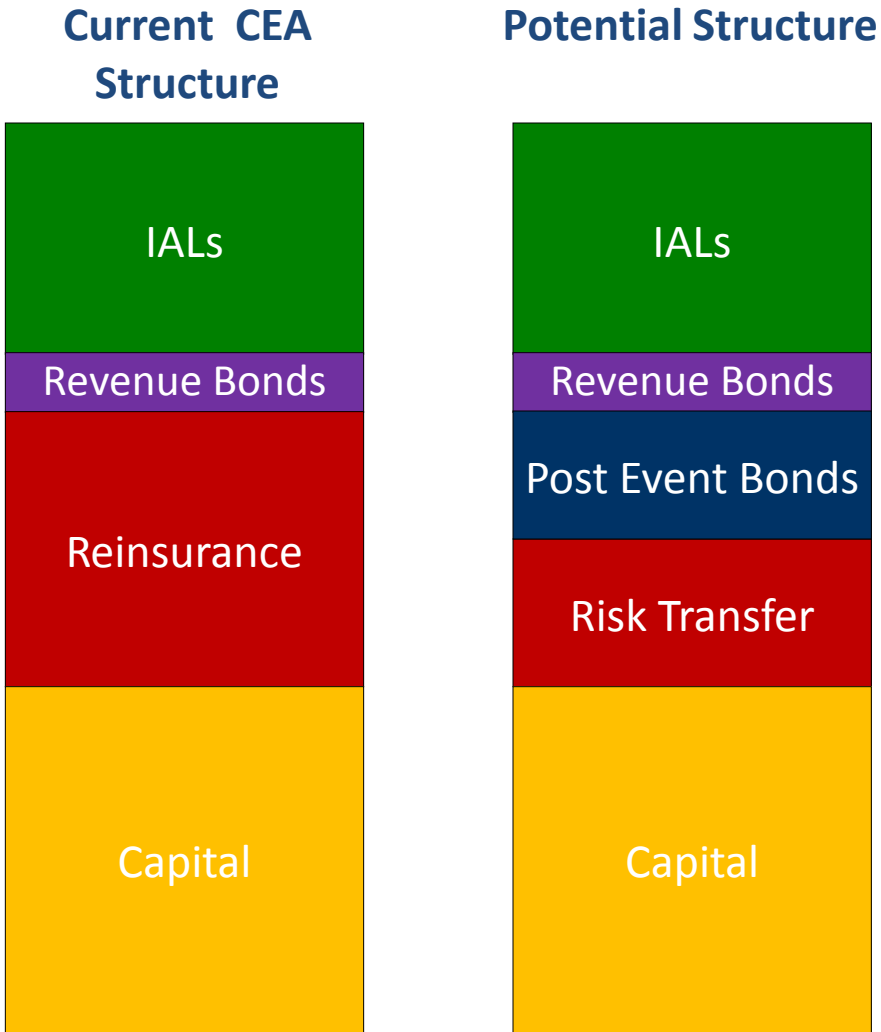 Current CEA
Structure
IALs
Revenue Bonds
Reinsurance
Capital
Potential Structure
IALs
Revenue Bonds
Post Event Bonds
Risk Transfer
Capital